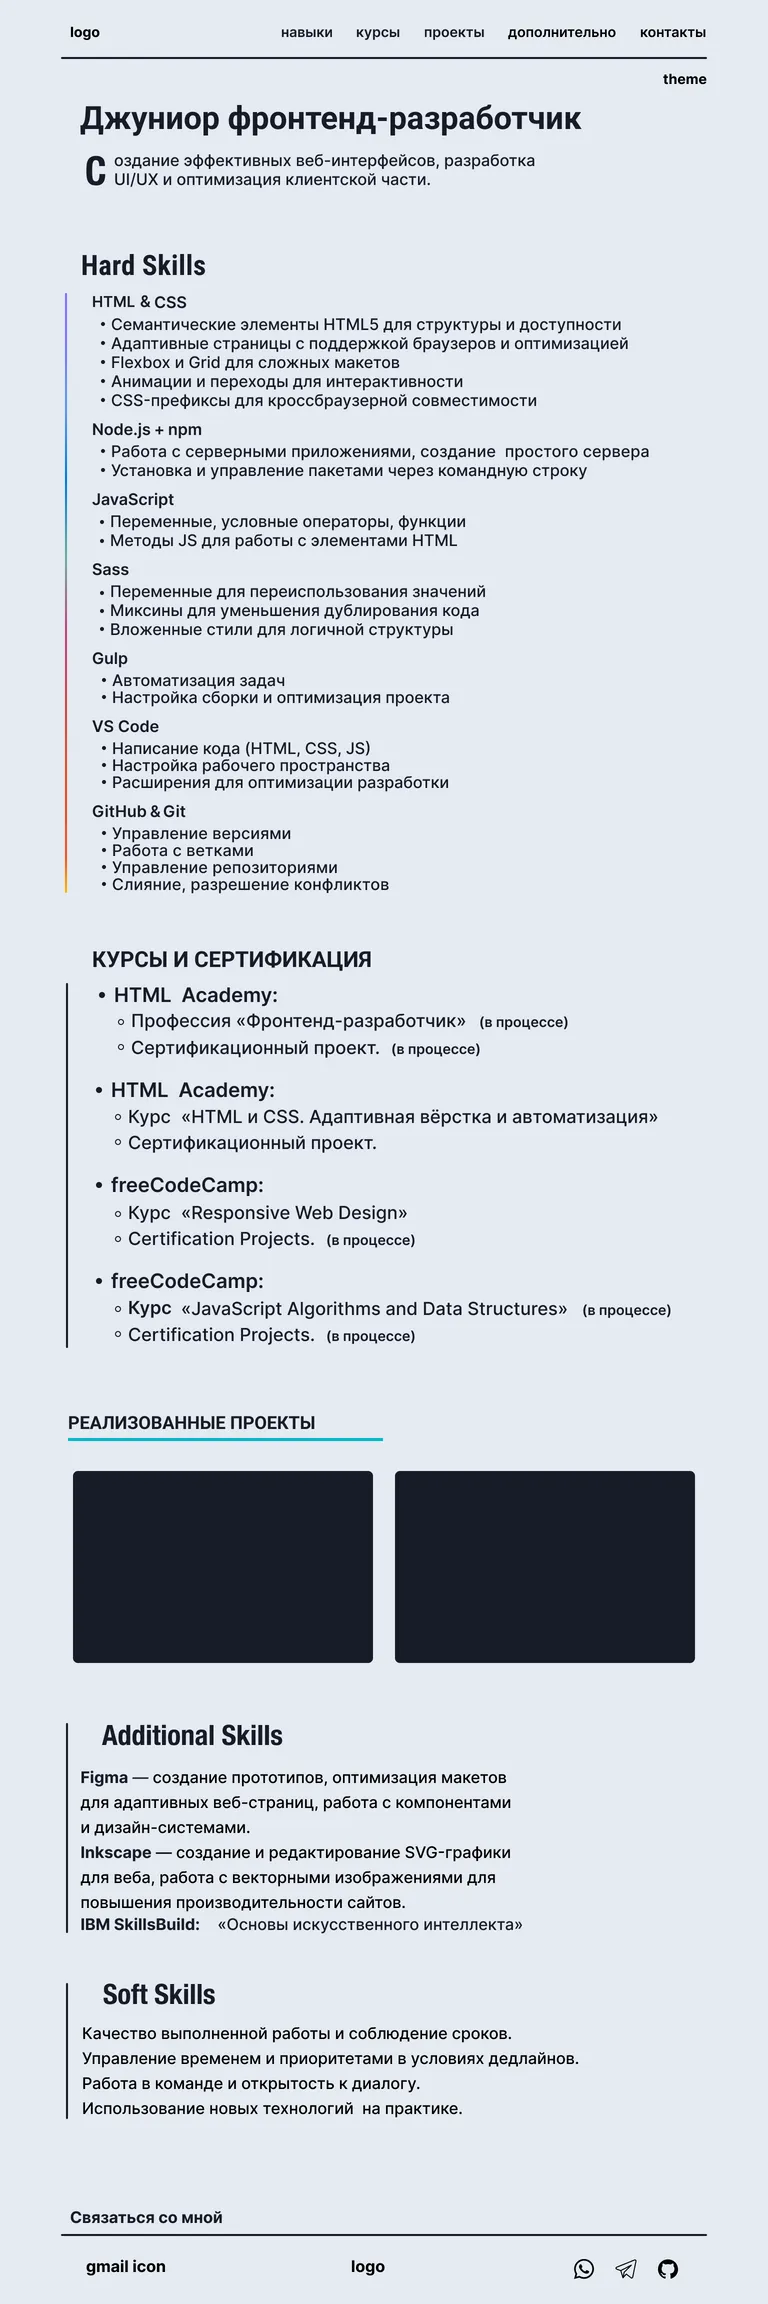 logo навыки курсы проекты дополнительно контакты
theme
Джуниор фронтенд-разработчик
Создание эффективных веб-интерфейсов, разработка
UI/UX и оптимизация клиентской части.
Hard Skills
HTML & CSS
• Семантические элементы HTML5 для структуры и доступности
• Адаптивные страницы с поддержкой браузеров и оптимизацией
• Flexbox и Grid для сложных макетов
• Анимации и переходы для интерактивности
• CSS-префиксы для кроссбраузерной совместимости
Node.js + npm
• Работа с серверными приложениями, создание простого сервера
• Установка и управление пакетами через командную строку
JavaScript
• Переменные, условные операторы, функции
• Методы JS для работы с элементами HTML
Sass
• Переменные для переиспользования значений
• Миксины для уменьшения дублирования кода
• Вложенные стили для логичной структуры
Gulp
• Автоматизация задач
• Настройка сборки и оптимизация проекта
VS Code
• Написание кода (HTML, CSS, JS)
• Настройка рабочего пространства
• Расширения для оптимизации разработки
GitHub & Git
• Управление версиями
• Работа с ветками
• Управление репозиториями
• Слияние, разрешение конфликтов
КУРСЫ И СЕРТИФИКАЦИЯ
• HTML Academy:
◦ Профессия «Фронтенд-разработчик» (в процессе)
◦ Сертификационный проект. (в процессе)
• HTML Academy:
◦ Курс «HTML и CSS. Адаптивная вёрстка и автоматизация»
◦ Сертификационный проект.
• freeCodeCamp:
◦ Курс «Responsive Web Design»
◦ Certification Projects. (в процессе)
• freeCodeCamp:
◦ Курс «JavaScript Algorithms and Data Structures» (в процессе)
◦ Certification Projects. (в процессе)
РЕАЛИЗОВАННЫЕ ПРОЕКТЫ
Additional Skills
Figma — создание прототипов, оптимизация макетов
для адаптивных веб-страниц, работа с компонентами
и дизайн-системами.
Inkscape — создание и редактирование SVG-графики
для веба, работа с векторными изображениями для
повышения производительности сайтов.
IBM SkillsBuild: «Основы искусственного интеллекта»
Soft Skills
Качество выполненной работы и соблюдение сроков.
Управление временем и приоритетами в условиях дедлайнов.
Работа в команде и открытость к диалогу.
Использование новых технологий на практике.
Связаться со мной
gmail icon logo